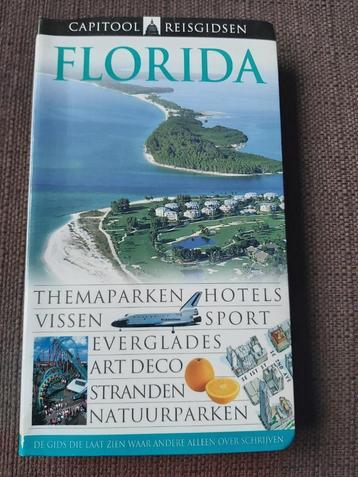 CAPITOOL REISGIDSEN
FLORIDA
THEMAPARKEN HOTELS
VISSEN SPORT
EVERGLADES
ART DECO
STRANDEN
NATUURPARKEN
DE GIDS DIE LAAT ZIEN WAAR ANDERE ALLEEN OVER SCHRIJVEN